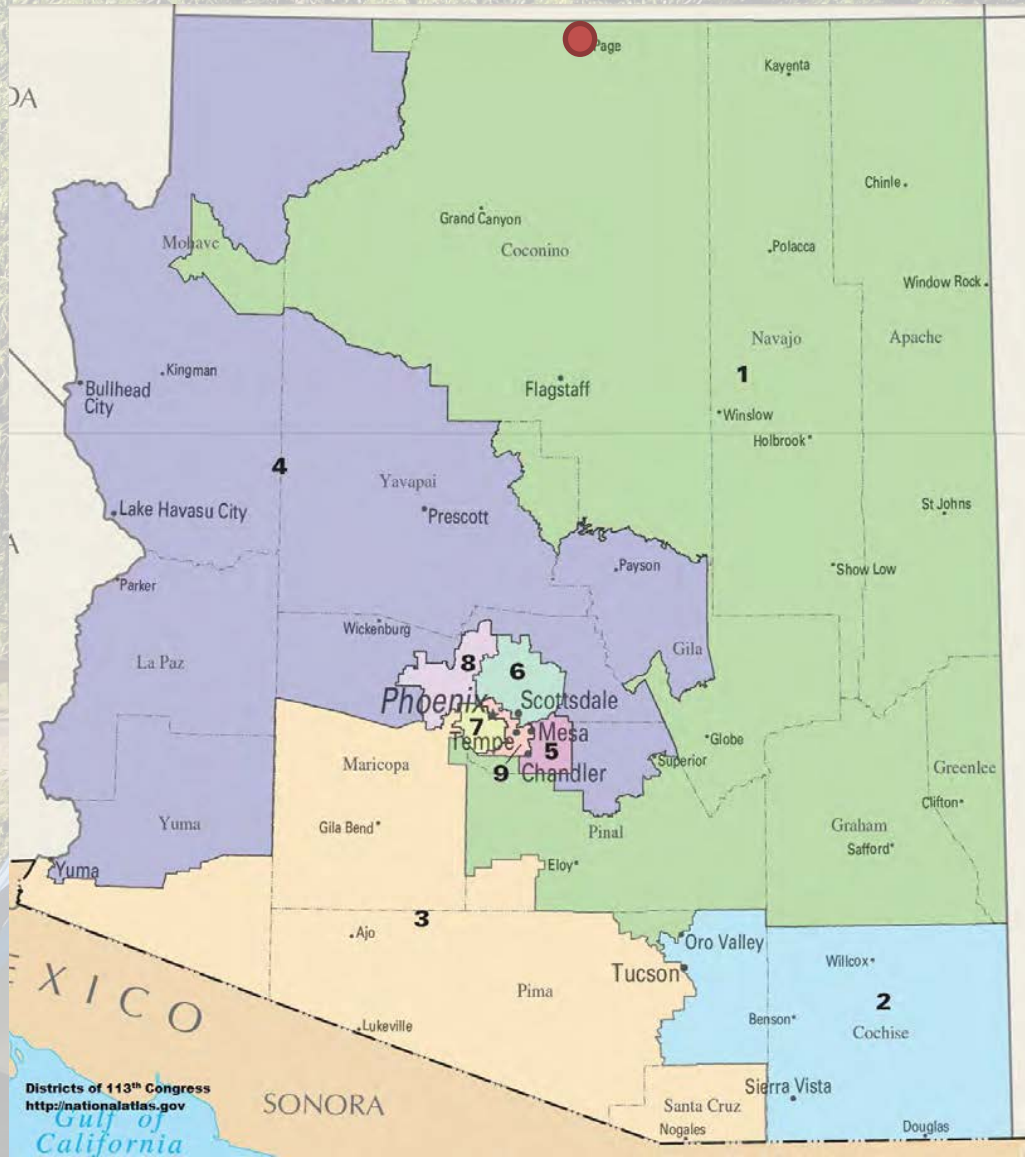 Page
Kayenta
DA
Chinle
Grand Canyon
Mohave
Coconino
Polacca
Window Rock
Navajo
Apache
Kingman
1
Bullhead
City
Flagstaff
Winslow
Holbrook
4
Yavapai
Lake Havasu City
Prescott
St Johns
A
Payson
Show Low
Parker
Wickenburg
La Paz
Gila
8
6
Phoenix
Scottsdale
7
Mesa
Tempe
5
Globe
Maricopa
Superior
9
Chandler
Greenlee
Clifton
Yuma
Gila Bend
Pinal
Graham
Safford
Eloy
Yuma
3
Ajo
Oro Valley
Willcox
Tucson
EXICO
Pima
2
Benson
Cochise
Lukeville
Districts of 113th Congress
http://nationalatlas.gov
Sierra Vista
SONORA
Santa Cruz
Gulf of
California
Nogales
Douglas